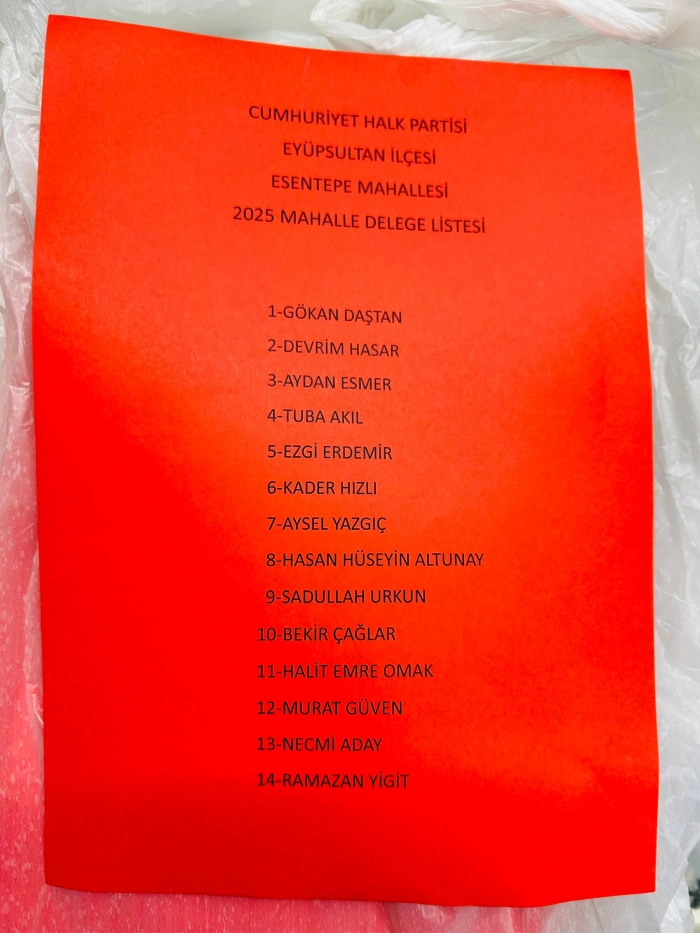 CUMHURİYET HALK PARTİSİ
EYÜPSULTAN İLÇESİ
ESENTEPE MAHALLESİ
2025 MAHALLE DELEGE LİSTESİ
1-GÖKAN DAŞTAN
2-DEVRİM HASAR
3-AYDAN ESMER
4-TUBA AKIL
5-EZGİ ERDEMİR
6-KADER HIZLI
7-AYSEL YAZGIÇ
8-HASAN HÜSEYİN ALTUNAY
9-SADULLAH URKUN
10-BEKİR ÇAĞLAR
11-HALİT EMRE OMAK
12-MURAT GÜVEN
13-NECMİ ADAY
14-RAMAZAN YİGİT